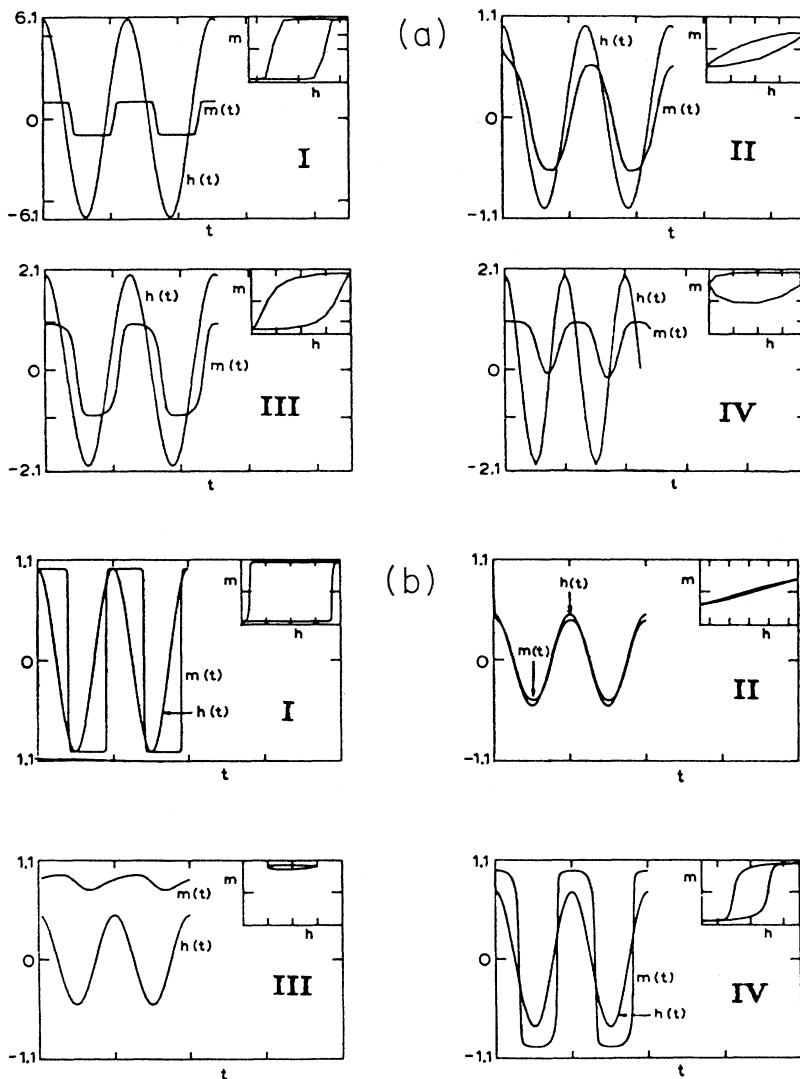 (a)
6.1
0
-6.1
m
h
m(t)
h(t)
I
t
1.1
0
-1.1
m
h
h(t)
m(t)
II
t
2.1
0
-2.1
m
h
h(t)
m(t)
III
t
2.1
0
-2.1
m
h
h(t)
m(t)
IV
t
(b)
1.1
0
1.1
m
h
m(t)
h(t)
I
t
1.1
0
-1.1
m
h
h(t)
m(t)
II
t
1.1
0
-1.1
m
h
m(t)
h(t)
III
t
1.1
0
-1.1
m
h
m(t)
h(t)
IV
t